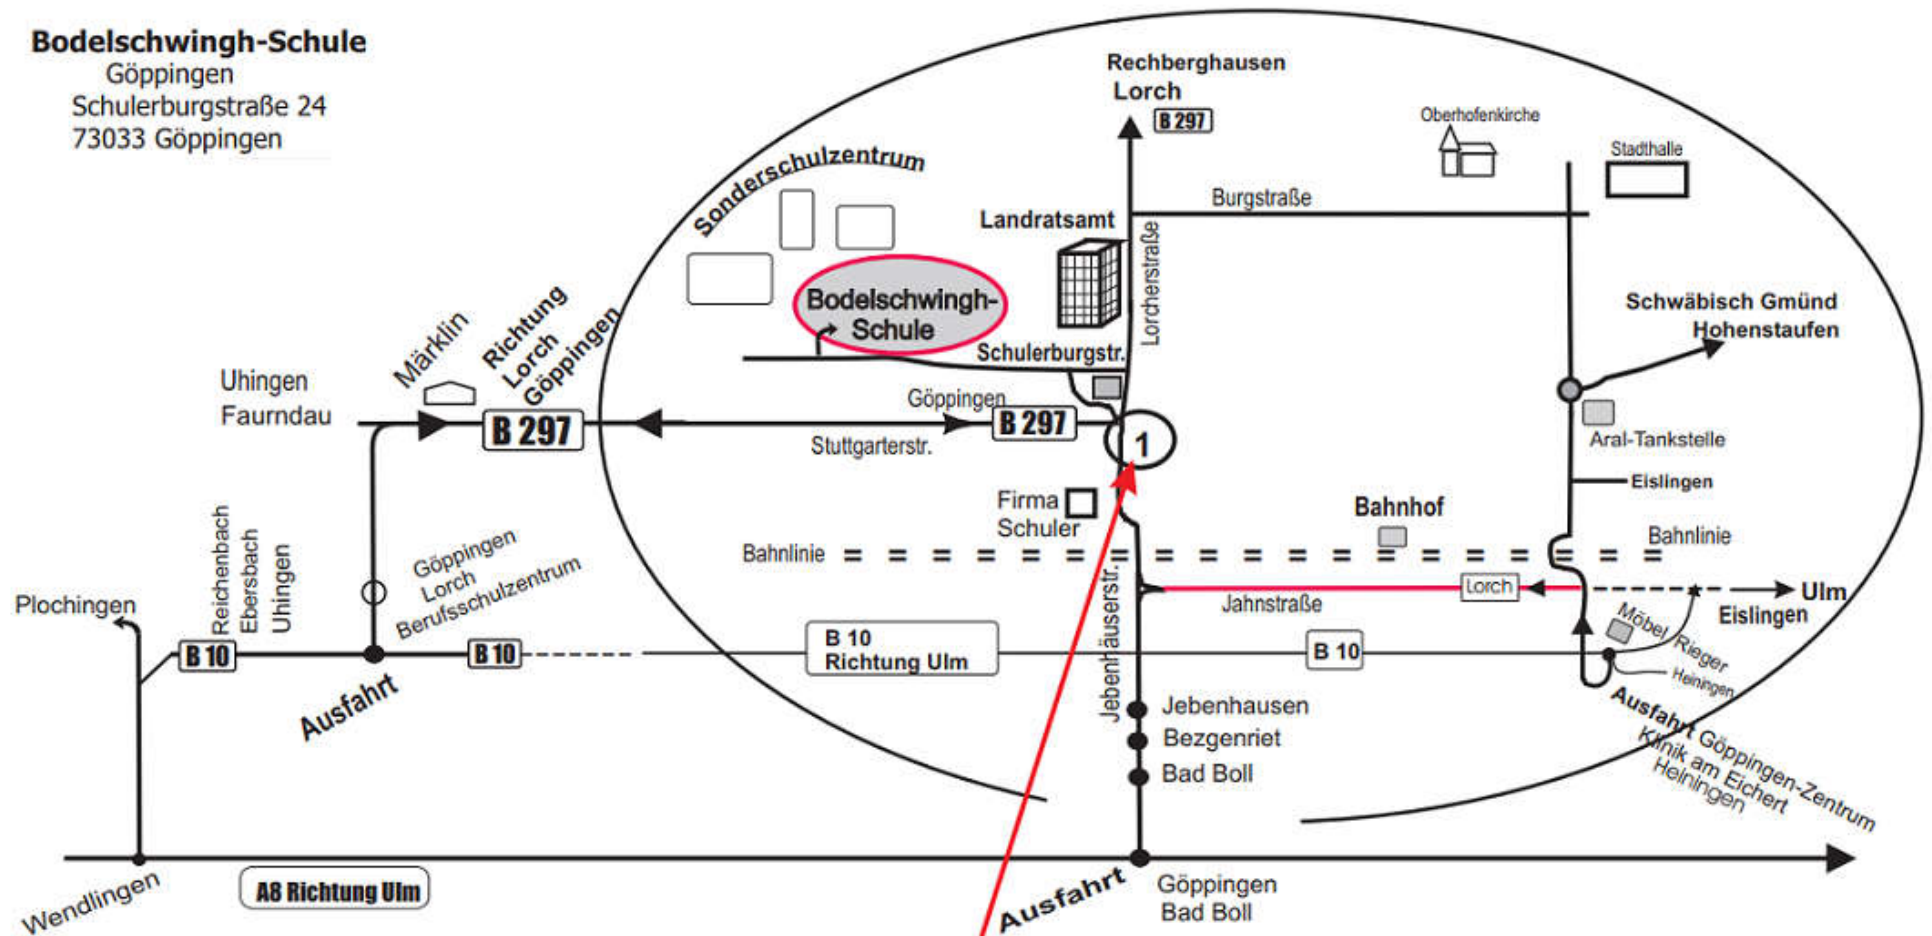 Bodelschwingh-Schule
Göppingen
Schulerburgstraße 24
73033 Göppingen
Rechberghausen
Lorch
B 297
Oberhofenkirche
Stadthalle
Sonderschulzentrum
Burgstraße
Landratsamt
Lorcherstraße
Bodelschwingh-
Schule
Schulerburgstr.
Schwäbisch Gmünd
Hohenstaufen
Märklin
Richtung
Lorch
Göppingen
Uhingen
Faurndau
B 297
Göppingen
B 297
Stuttgarterstr.
1
Aral-Tankstelle
Eislingen
Firma
Schuler
Bahnhof
Bahnlinie
Bahnlinie
Reichenbach
Ebersbach
Uhingen
Göppingen
Lorch
Berufsschulzentrum
Plochingen
Jahnstraße
Lorch
Ulm
Eislingen
Möbel Rieger
Heiningen
B 10
B 10
B 10
Richtung Ulm
B 10
Jebenhäuserstr.
Ausfahrt
Jebenhausen
Bezgenriet
Bad Boll
Ausfahrt Göppingen-Zentrum
Klinik am Eichert
Heiningen
Wendlingen
A8 Richtung Ulm
Ausfahrt
Göppingen
Bad Boll